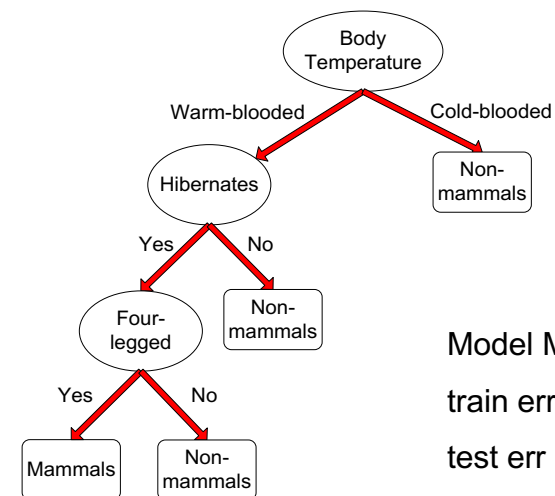 Body
Temperature
Warm-blooded
Cold-blooded
Hibernates
Non-
mammals
Yes
No
Four-
legged
Non-
mammals
Yes
No
Mammals
Non-
mammals
Model
train err
test err